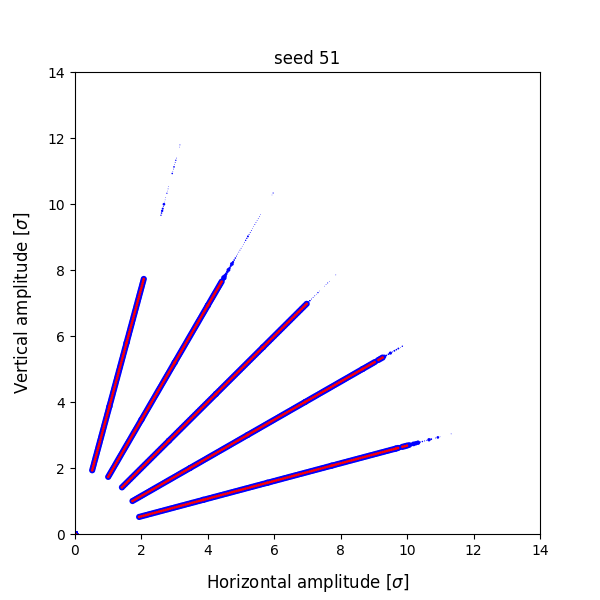 seed 51
14
12
10
8
6
4
2
0
Vertical amplitude [σ]
0 2 4 6 8 10 12 14
Horizontal amplitude [σ]